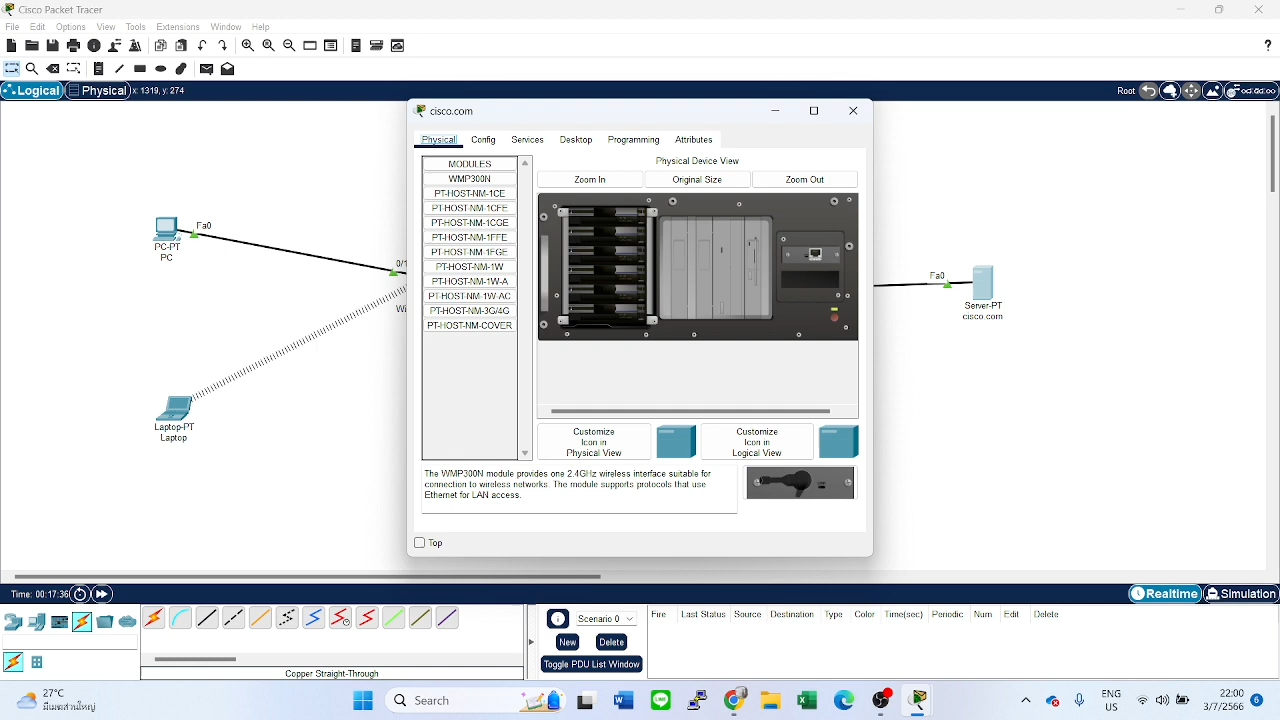 Cisco Packet Tracer
File Edit Options View Tools Extensions Window Help
?
Logical Physical x: 1319, y: 274 Root
cisco.com
Physical Config Services Desktop Programming Attributes
MODULES
WMP300N
PT-HOST-NM-1CE
PT-HOST-NM-1CFE
PT-HOST-NM-1CGE
PT-HOST-NM-1FFE
PT-HOST-NM-1FGE
PT-HOST-NM-1W
PT-HOST-NM-1W-A
PT-HOST-NM-1W-AC
PT-HOST-NM-3G/4G
PT-HOST-NM-COVER
Physical Device View
Zoom In Original Size Zoom Out
Customize
Icon in
Physical View
Customize
Icon in
Logical View
The WMP300N module provides one 2.4GHz wireless interface suitable for
connection to wireless networks. The module supports protocols that use
Ethernet for LAN access.
Top
Fa0
PC-PT
PC
0/1
Wi
Laptop-PT
Laptop
Fa0
Server-PT
cisco.com
Time: 00:17:36
Realtime Simulation
Scenario 0
New Delete
Toggle PDU List Window
Fire Last Status Source Destination Type Color Time(sec) Periodic Num Edit Delete
Copper Straight-Through
27°C
Search
ENG
US
22:00
3/7/2566
6